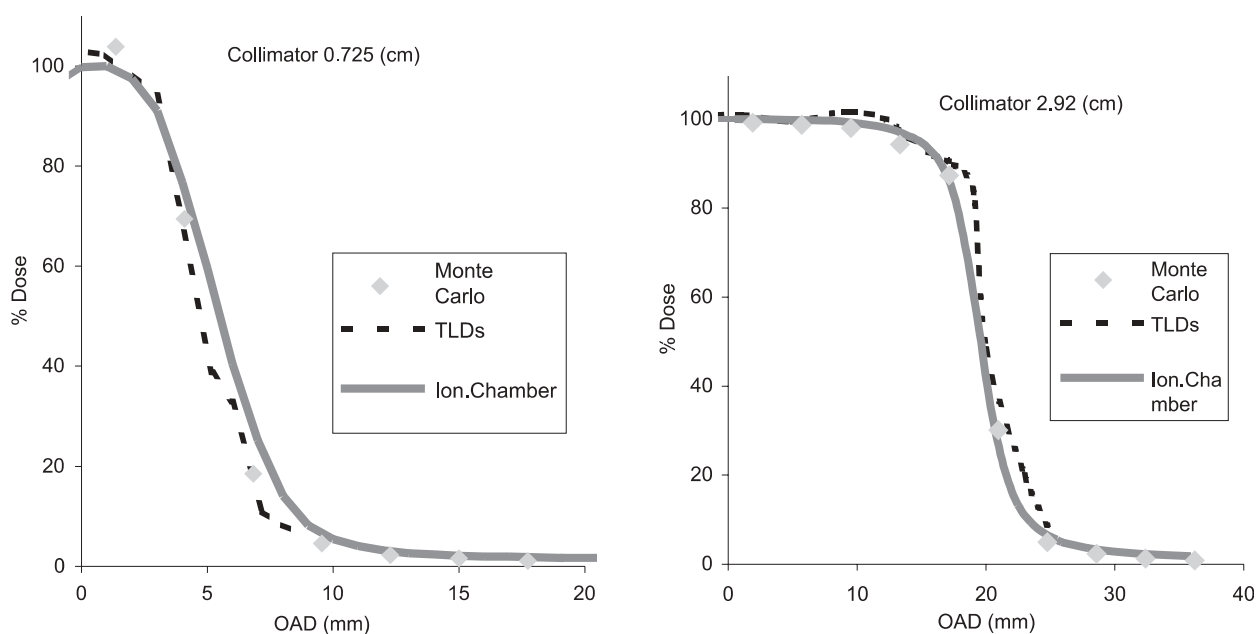 Collimator 0.725 (cm)
100
80
60
40
20
0
% Dose
Monte
Carlo
TLDs
Ion.Chamber
0 5 10 15 20
OAD (mm)
Collimator 2.92 (cm)
100
80
60
40
20
0
% Dose
Monte
Carlo
TLDs
Ion.Cha
mber
0 10 20 30 40
OAD (mm)